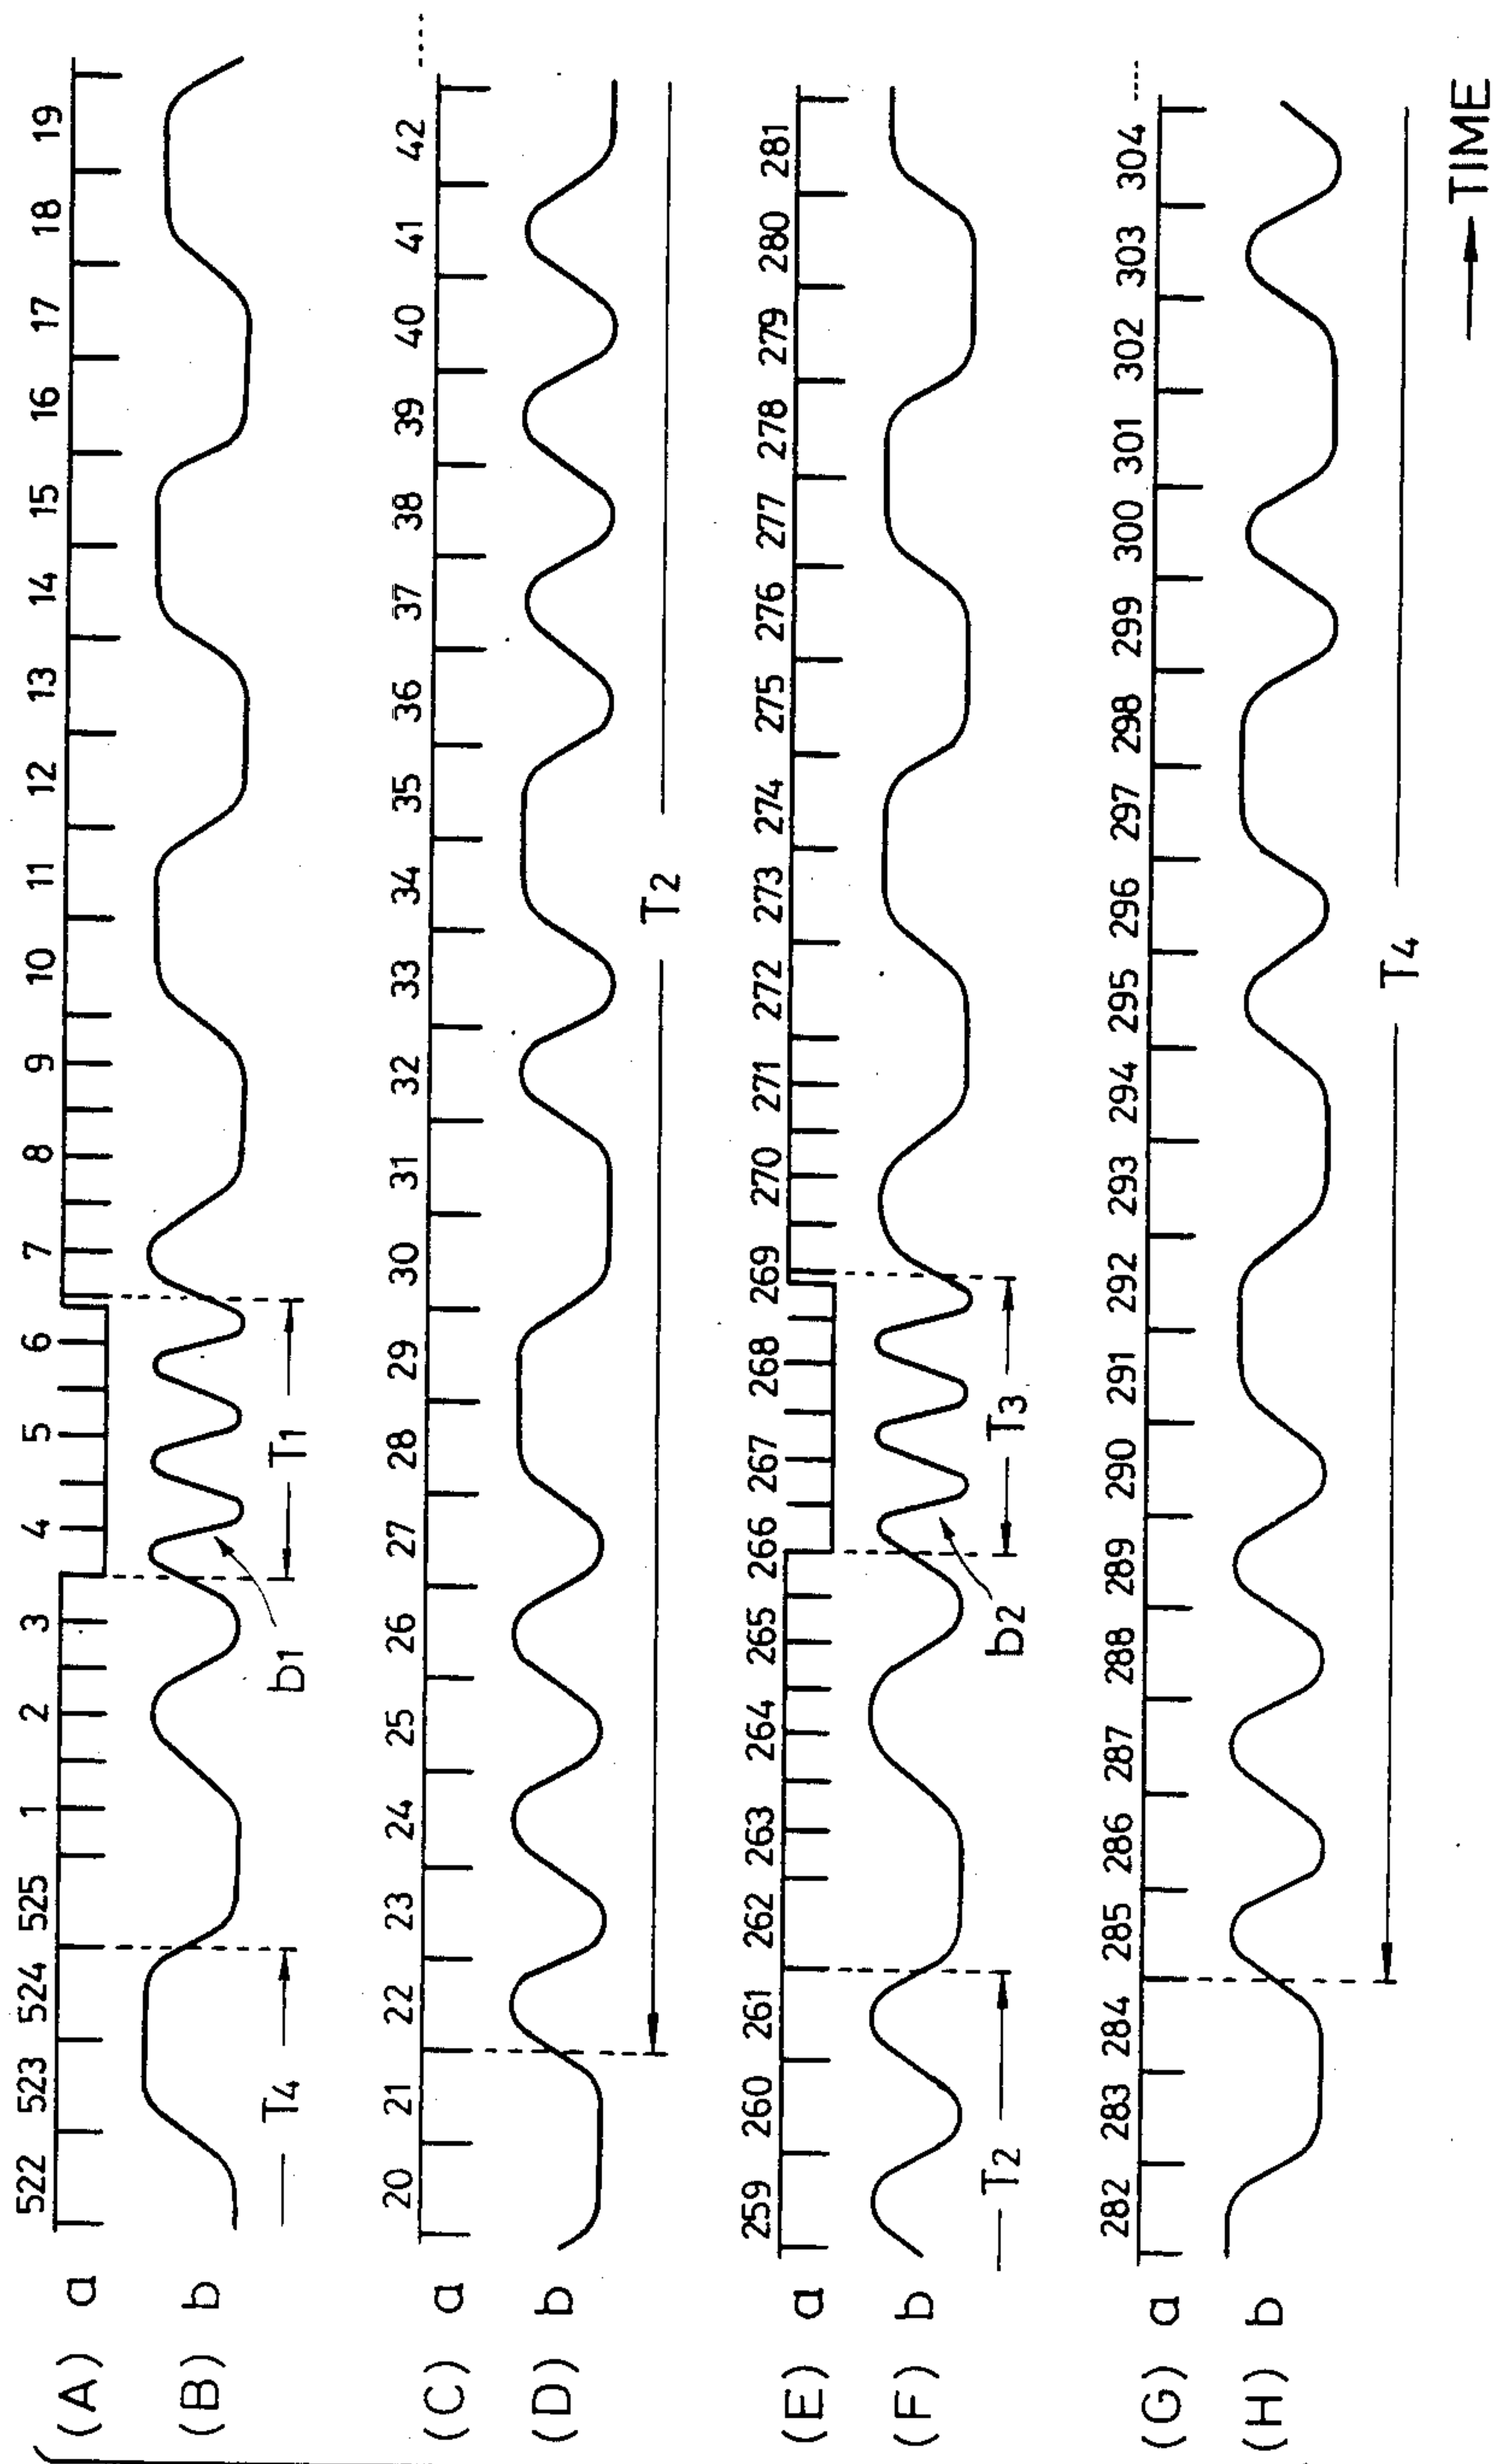 (A) a 522 523 524 525 1 2 3 4 5 6 7 8 9 10 11 12 13 14 15 16 17 18 19
(B) b
T4 b1 T1
(C) a 20 21 22 23 24 25 26 27 28 29 30 31 32 33 34 35 36 37 38 39 40 41 42 ....
(D) b
T2
(E) a 259 260 261 262 263 264 265 266 267 268 269 270 271 272 273 274 275 276 277 278 279 280 281
(F) b
T2 b2 T3
(G) a 282 283 284 285 286 287 288 289 290 291 292 293 294 295 296 297 298 299 300 301 302 303 304 ....
(H) b
T4
→ TIME